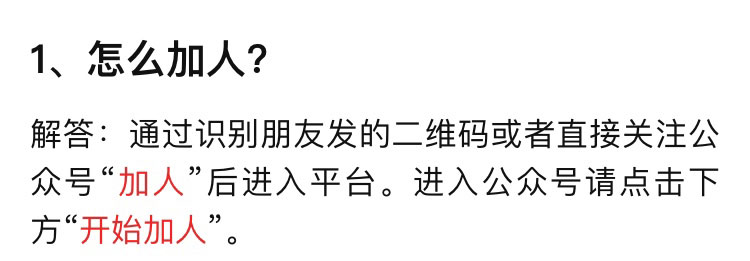 1、怎么加人?
解答：通过识别朋友发的二维码或者直接关注公
众号“加人”后进入平台。进入公众号请点击下
方“开始加人”。